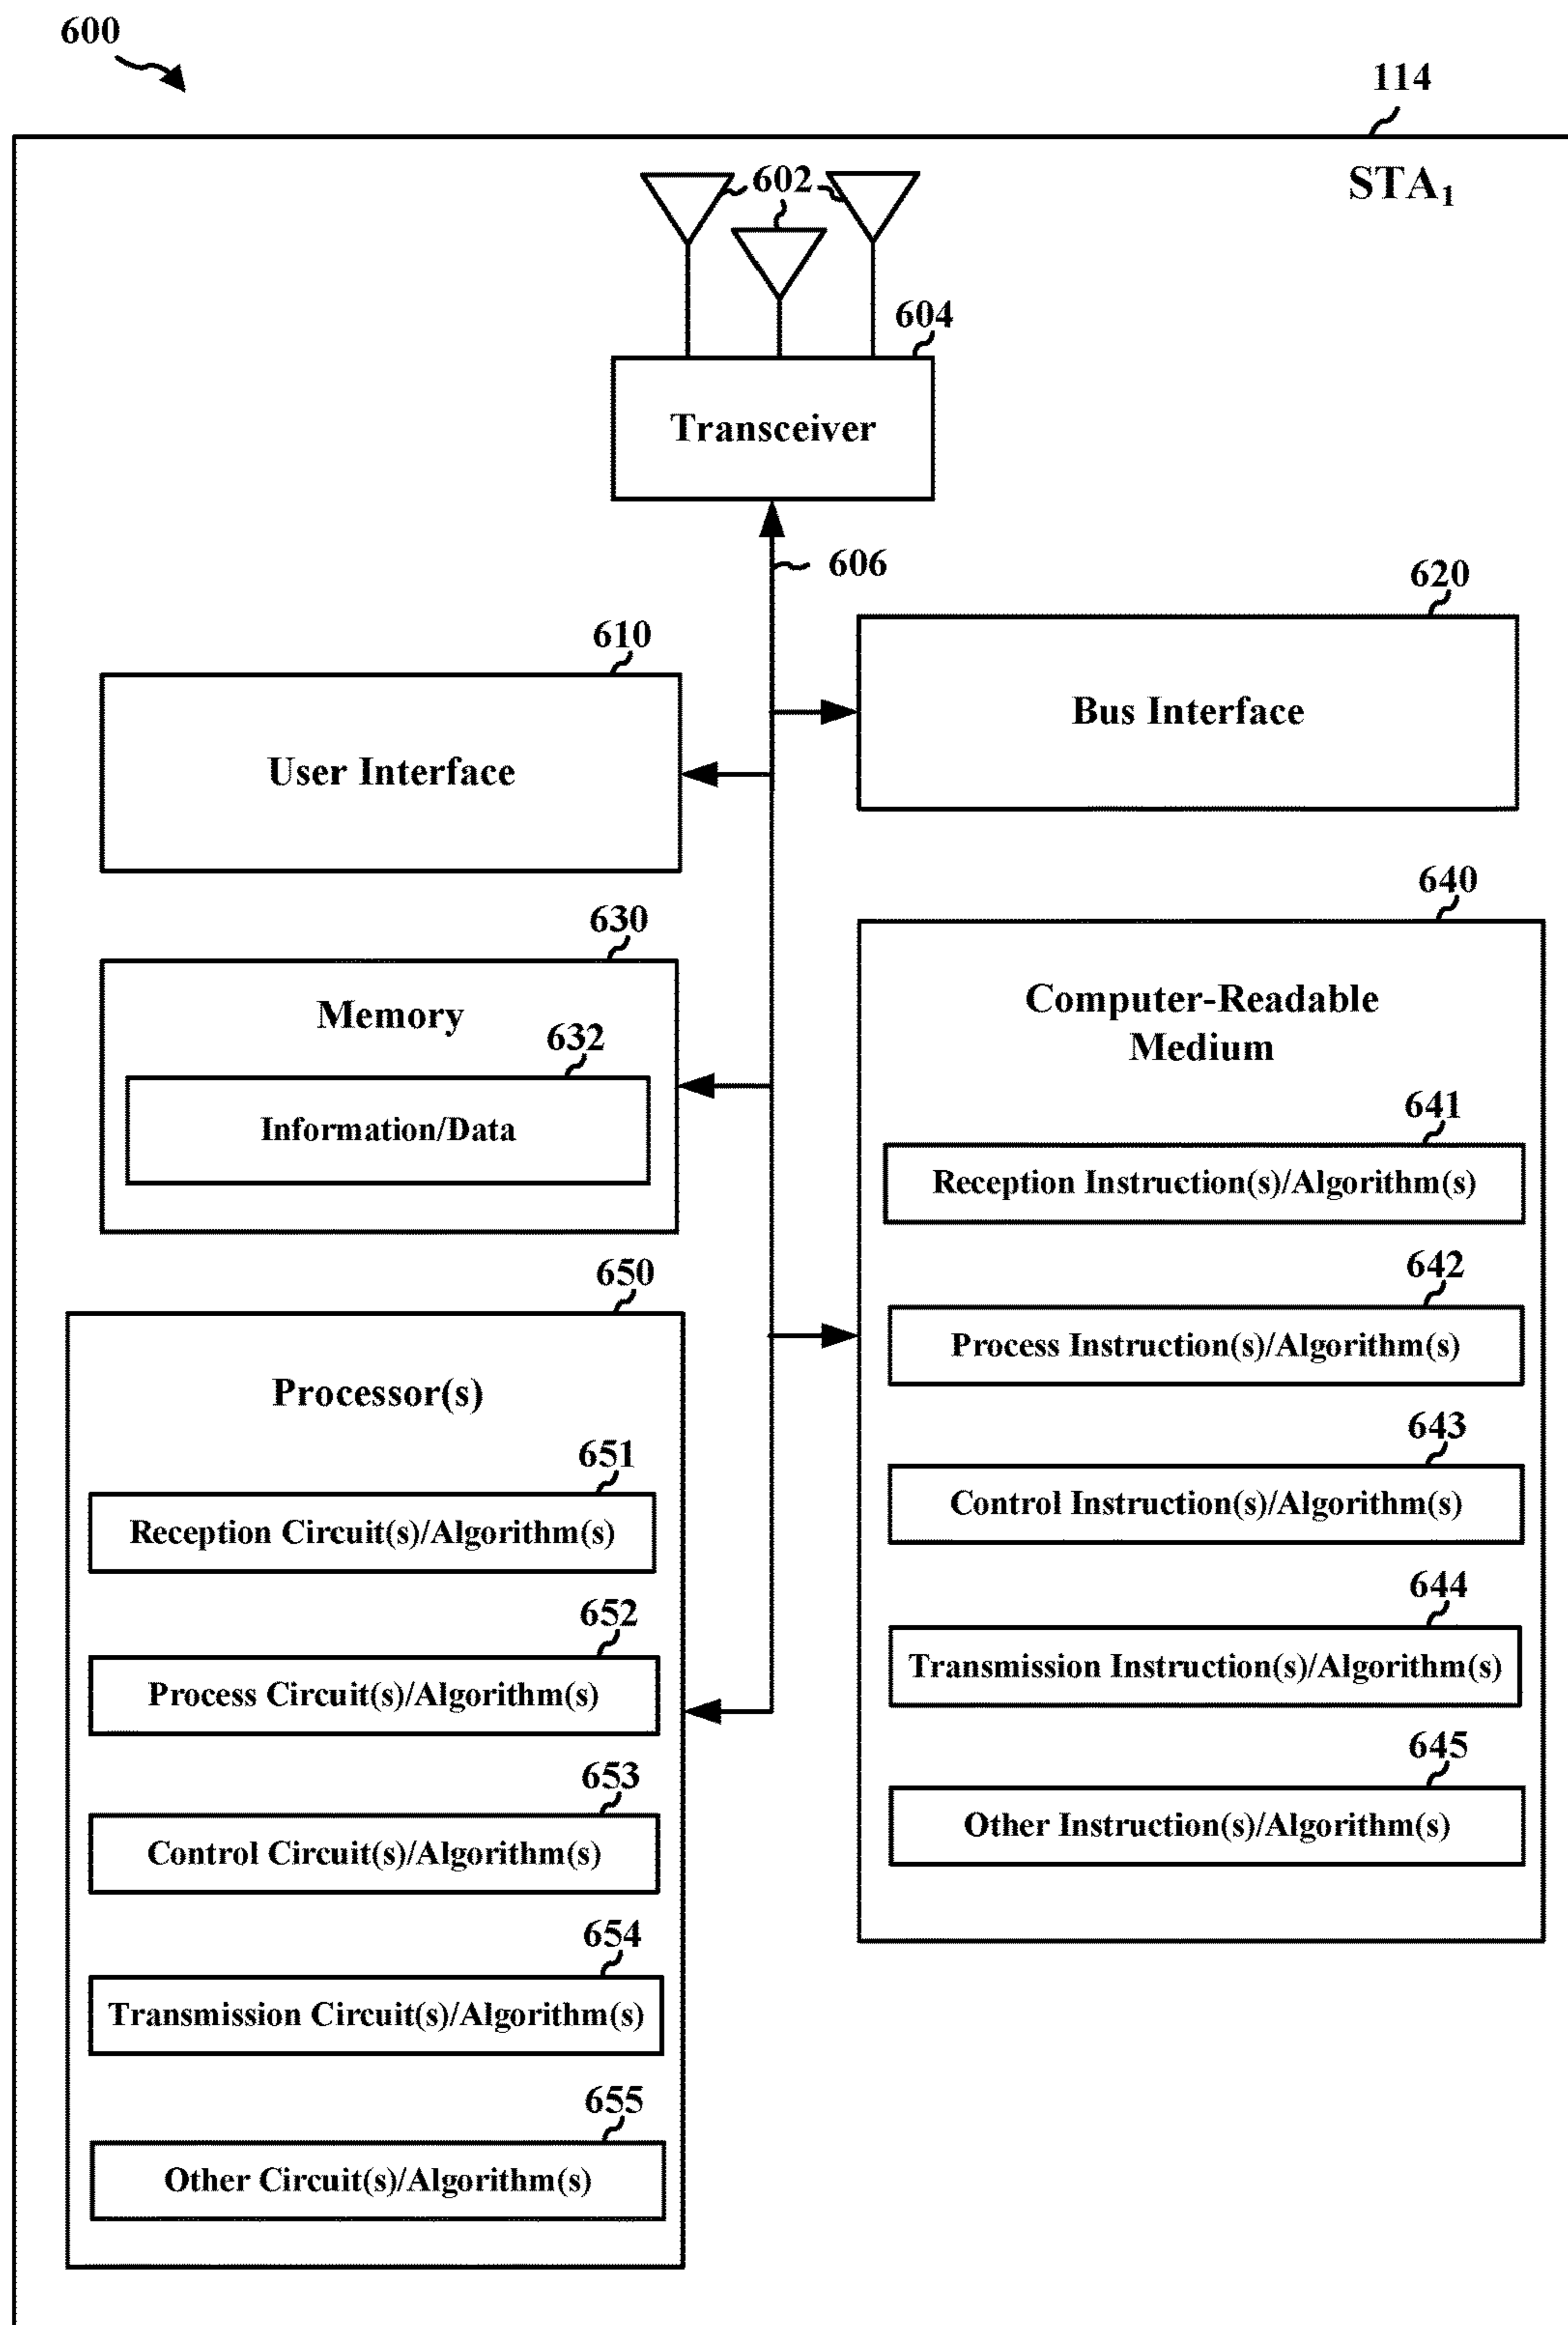 600
114
STA1
602
604
Transceiver
606
620
Bus Interface
610
User Interface
630
Memory
632
Information/Data
640
Computer-Readable
Medium
641
Reception Instruction(s)/Algorithm(s)
642
Process Instruction(s)/Algorithm(s)
643
Control Instruction(s)/Algorithm(s)
644
Transmission Instruction(s)/Algorithm(s)
645
Other Instruction(s)/Algorithm(s)
650
Processor(s)
651
Reception Circuit(s)/Algorithm(s)
652
Process Circuit(s)/Algorithm(s)
653
Control Circuit(s)/Algorithm(s)
654
Transmission Circuit(s)/Algorithm(s)
655
Other Circuit(s)/Algorithm(s)